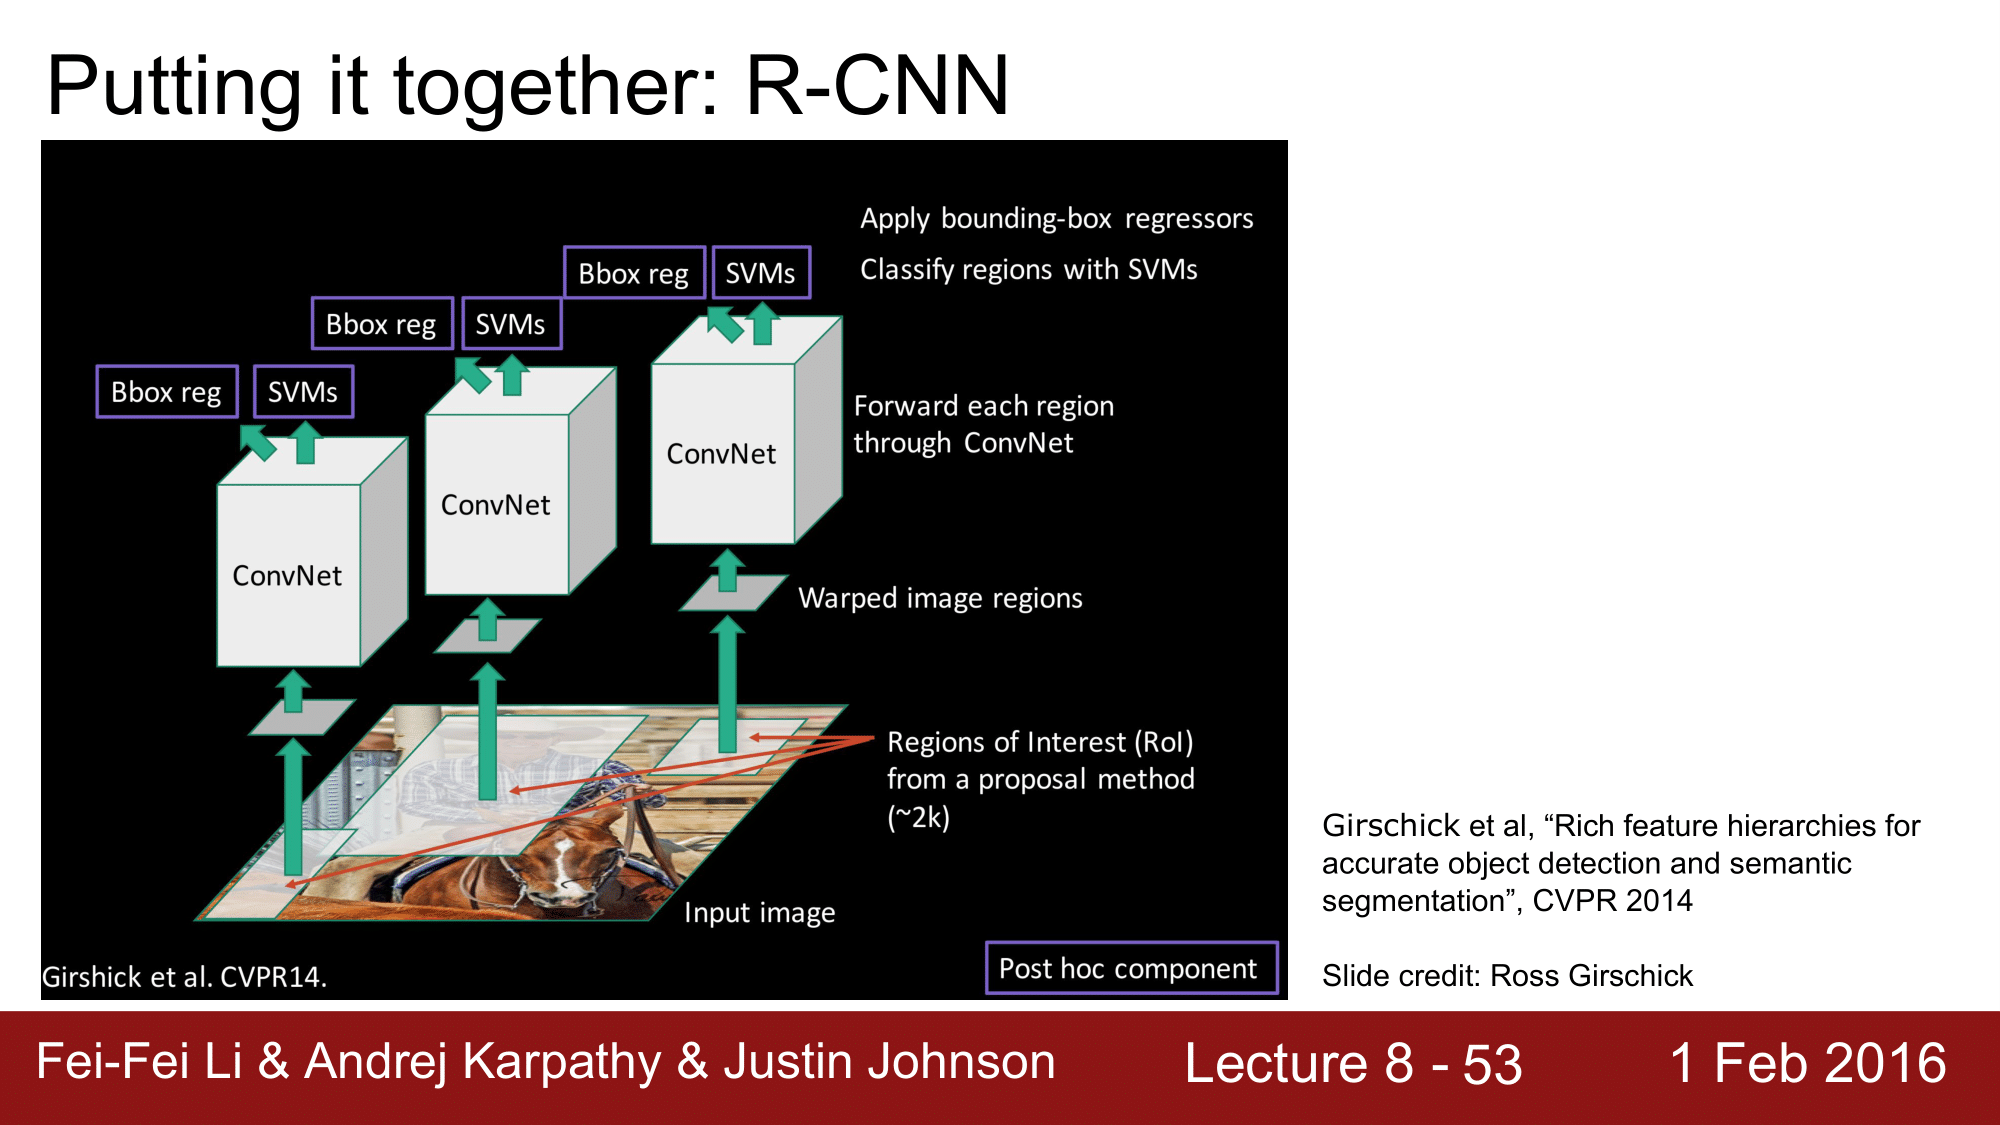 Putting it together: R-CNN
Apply bounding-box regressors
Bbox reg
SVMs
Classify regions with SVMs
Bbox reg
SVMs
Bbox reg
SVMs
Forward each region
through ConvNet
ConvNet
ConvNet
ConvNet
Warped image regions
Regions of Interest (RoI)
from a proposal method
(~2k)
Input image
Post hoc component
Girshick et al. CVPR14.
Girschick et al, “Rich feature hierarchies for
accurate object detection and semantic
segmentation”, CVPR 2014
Slide credit: Ross Girschick
Fei-Fei Li & Andrej Karpathy & Justin Johnson
Lecture 8 - 53
1 Feb 2016